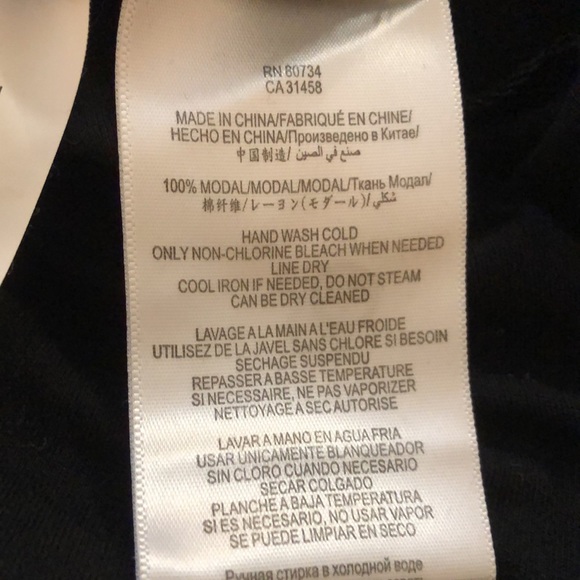 RN 80734
CA 31458
MADE IN CHINA/FABRIQUÉ EN CHINE/
HECHO EN CHINA/Произведено в Китае/
中国制造/ صنع في الصين/
100% MODAL/MODAL/MODAL/Ткань Модал/
棉纤维/レーヨン(モダール)/شكلي/
HAND WASH COLD
ONLY NON-CHLORINE BLEACH WHEN NEEDED
LINE DRY
COOL IRON IF NEEDED, DO NOT STEAM
CAN BE DRY CLEANED
LAVAGE A LA MAIN A L'EAU FROIDE
UTILISEZ DE LA JAVEL SANS CHLORE SI BESOIN
SECHAGE SUSPENDU
REPASSER A BASSE TEMPERATURE
SI NECESSAIRE, NE PAS VAPORIZER
NETTOYAGE A SEC AUTORISE
LAVAR A MANO EN AGUA FRIA
USAR ÚNICAMENTE BLANQUEADOR
SIN CLORO CUANDO NECESARIO
SECAR COLGADO
PLANCHE A BAJA TEMPERATURA
SI ES NECESARIO, NO USAR VAPOR
SE PUEDE LIMPIAR EN SECO
Ручная стирка в холодной воде